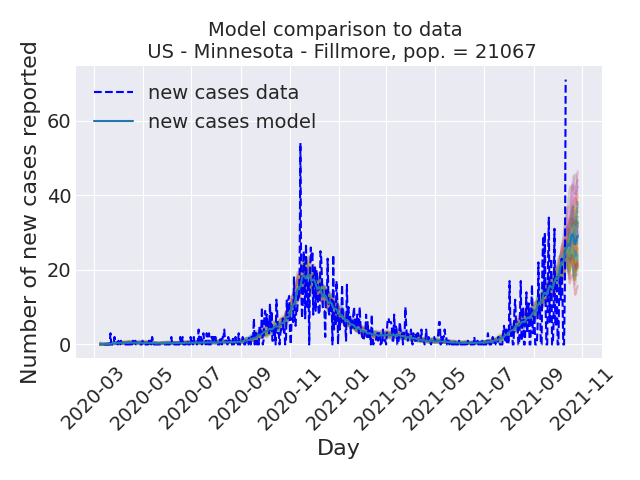 Model comparison to data
US - Minnesota - Fillmore, pop. = 21067
Number of new cases reported
new cases data
new cases model
60
40
20
0
2020-03
2020-05
2020-07
2020-09
2020-11
2021-01
2021-03
2021-05
2021-07
2021-09
2021-11
Day